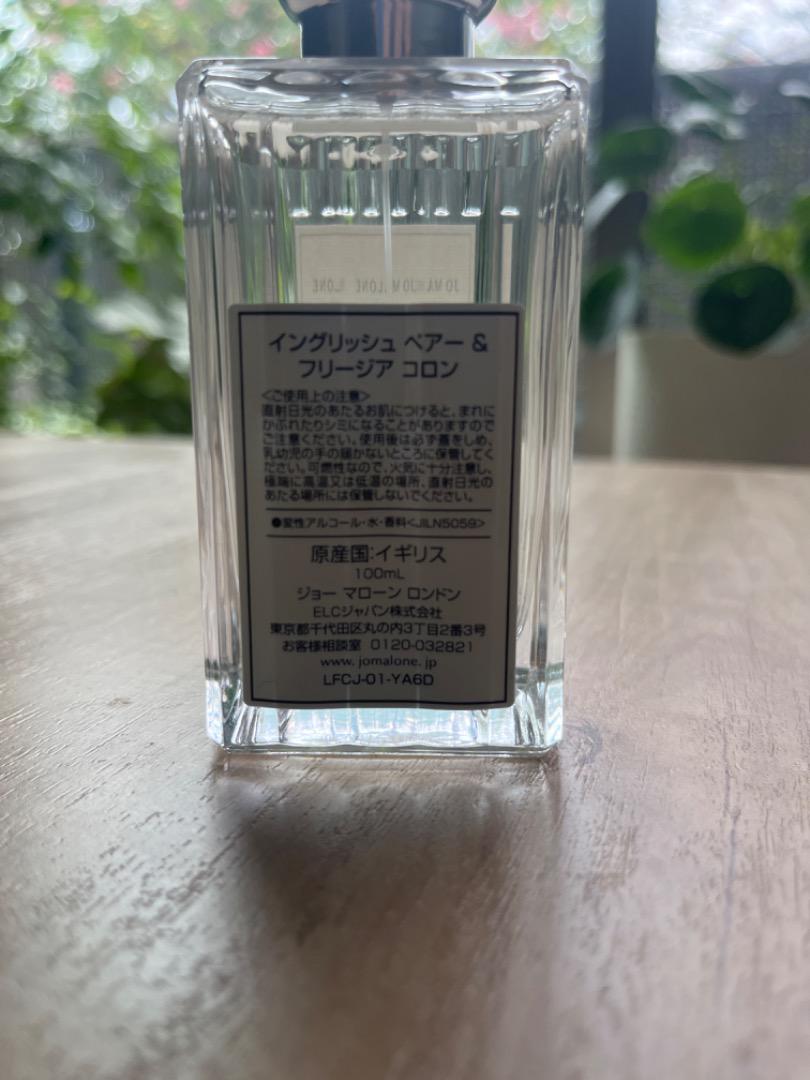 JO MALONE
イングリッシュ ペアー &
フリージア コロン
<ご使用上の注意>
直射日光のあたるお肌につけると、まれに
かぶれたりシミになることがありますので
ご注意ください。使用後は必ず蓋をしめ、
乳幼児の手の届かないところに保管してく
ださい。可燃性なので、火気に十分注意し、
極端に高温又は低温の場所、直射日光の
あたる場所には保管しないでください。
●変性アルコール・水・香料<JILN5059>
原産国:イギリス
100mL
ジョー マローン ロンドン
ELCジャパン株式会社
東京都千代田区丸の内3丁目2番3号
お客様相談室 0120-032821
www. jomalone. jp
LFCJ-01-YA6D